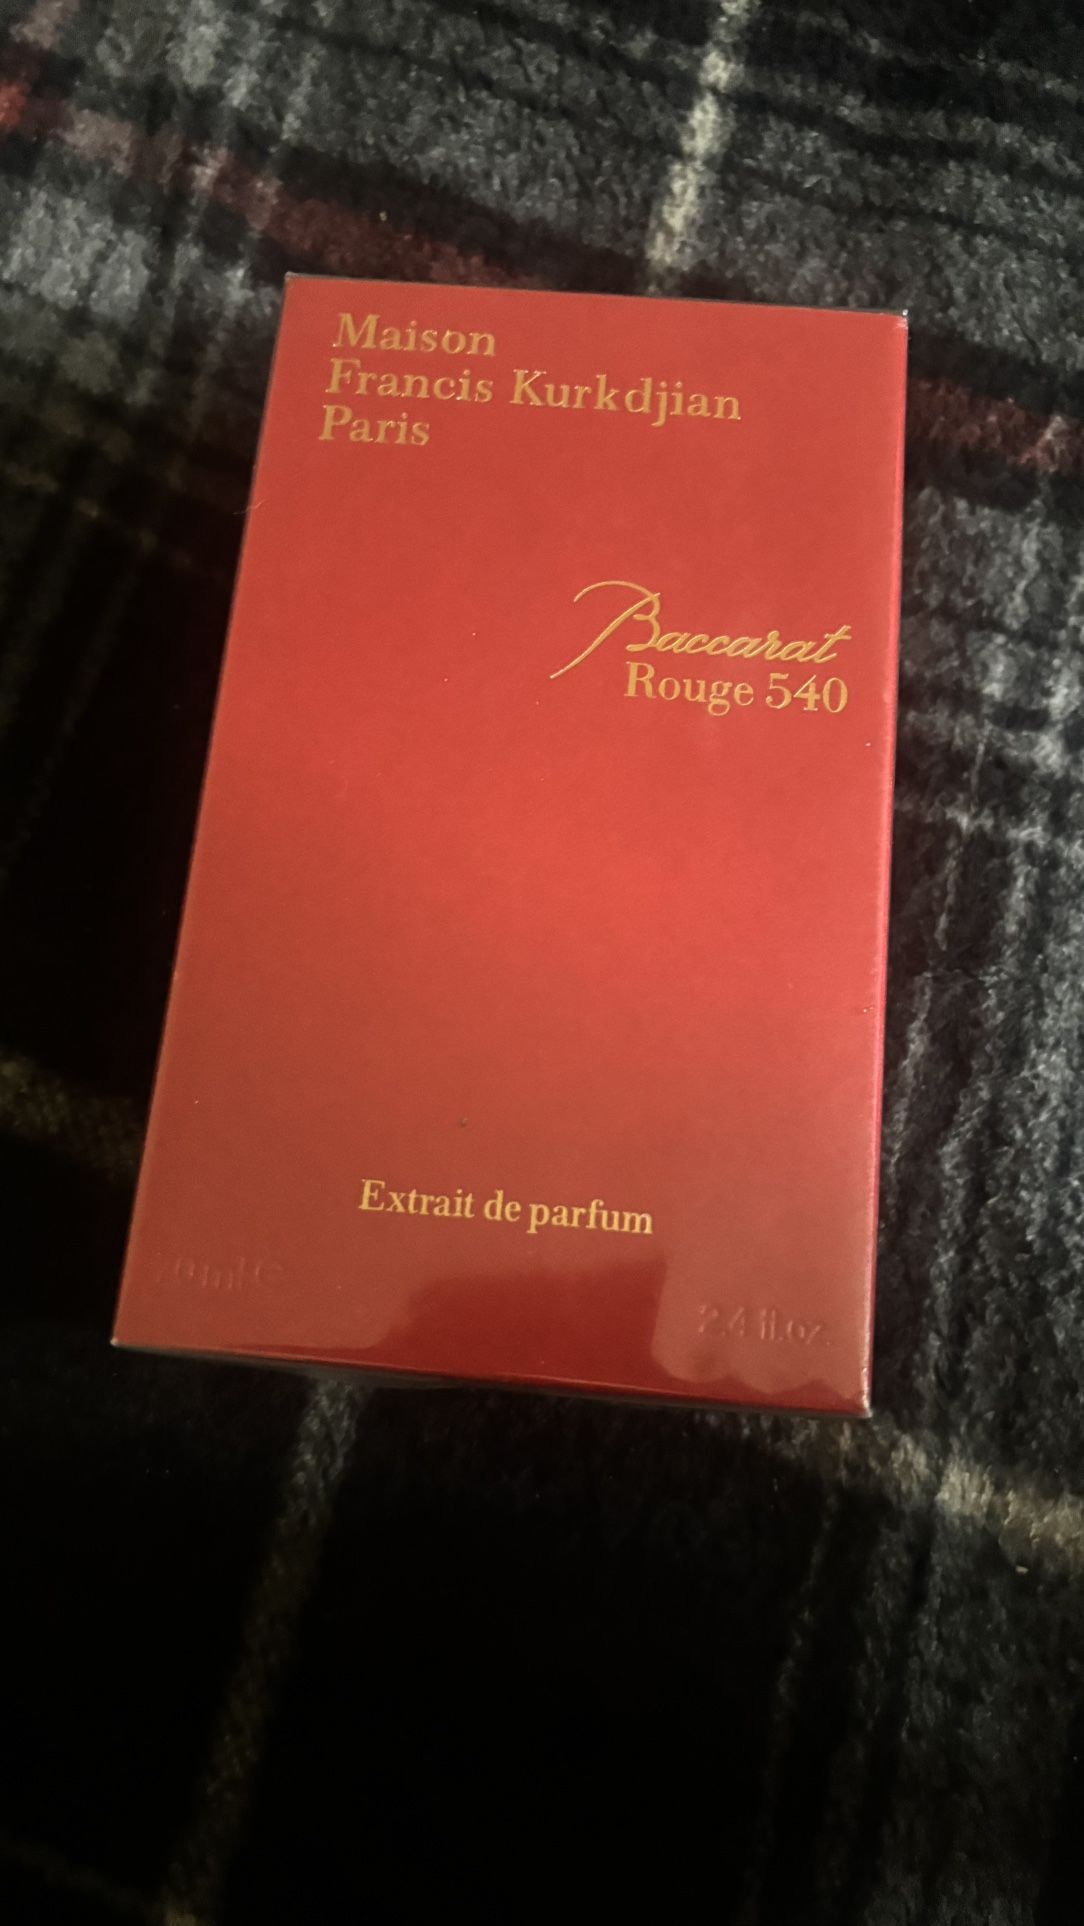 Maison
Francis Kurkdjian
Paris
Baccarat
Rouge 540
Extrait de parfum
2.4 fl.oz.